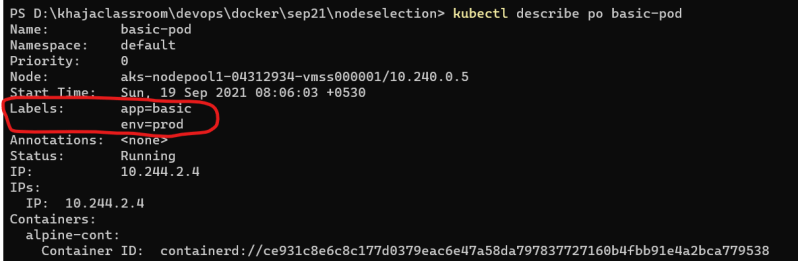 PS D:\khajaclassroom\devops\docker\sep21\nodeselection> kubectl describe po basic-pod
Name:         basic-pod
Namespace:    default
Priority:     0
Node:         aks-nodepool1-04312934-vmss000001/10.240.0.5
Start Time:   Sun, 19 Sep 2021 08:06:03 +0530
Labels:       app=basic
              env=prod
Annotations:  <none>
Status:       Running
IP:           10.244.2.4
IPs:
  IP:  10.244.2.4
Containers:
  alpine-cont:
    Container ID:  containerd://ce931c8e6c8c177d0379eac6e47a58da797837727160b4fbb91e4a2bca779538